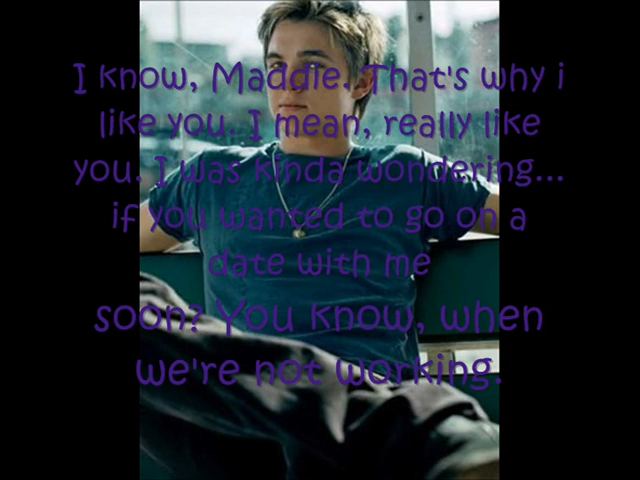 I know, Maddie. That's why i
like you. I mean, really like
you. I was kinda wondering...
if you wanted to go on a
date with me
soon? You know, when
we're not working.